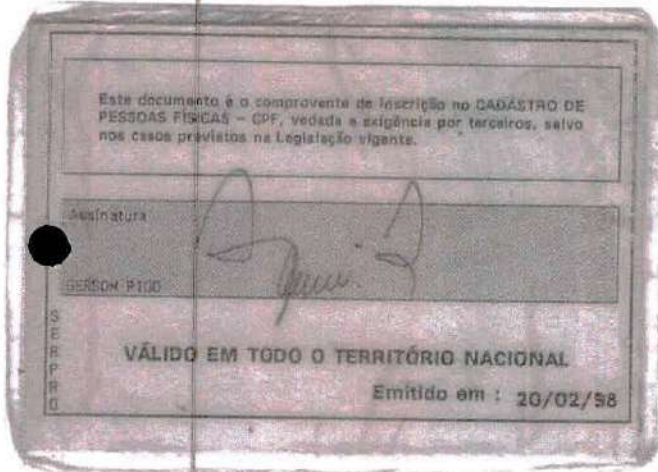 Este documento é o comprovante de inscrição no CADASTRO DE
PESSOAS FÍSICAS – CPF, vedada a exigência por terceiros, salvo
nos casos previstos na Legislação vigente.
Assinatura
GERSON
SERPRO
VÁLIDO EM TODO O TERRITÓRIO NACIONAL
Emitido em : 20/02/98